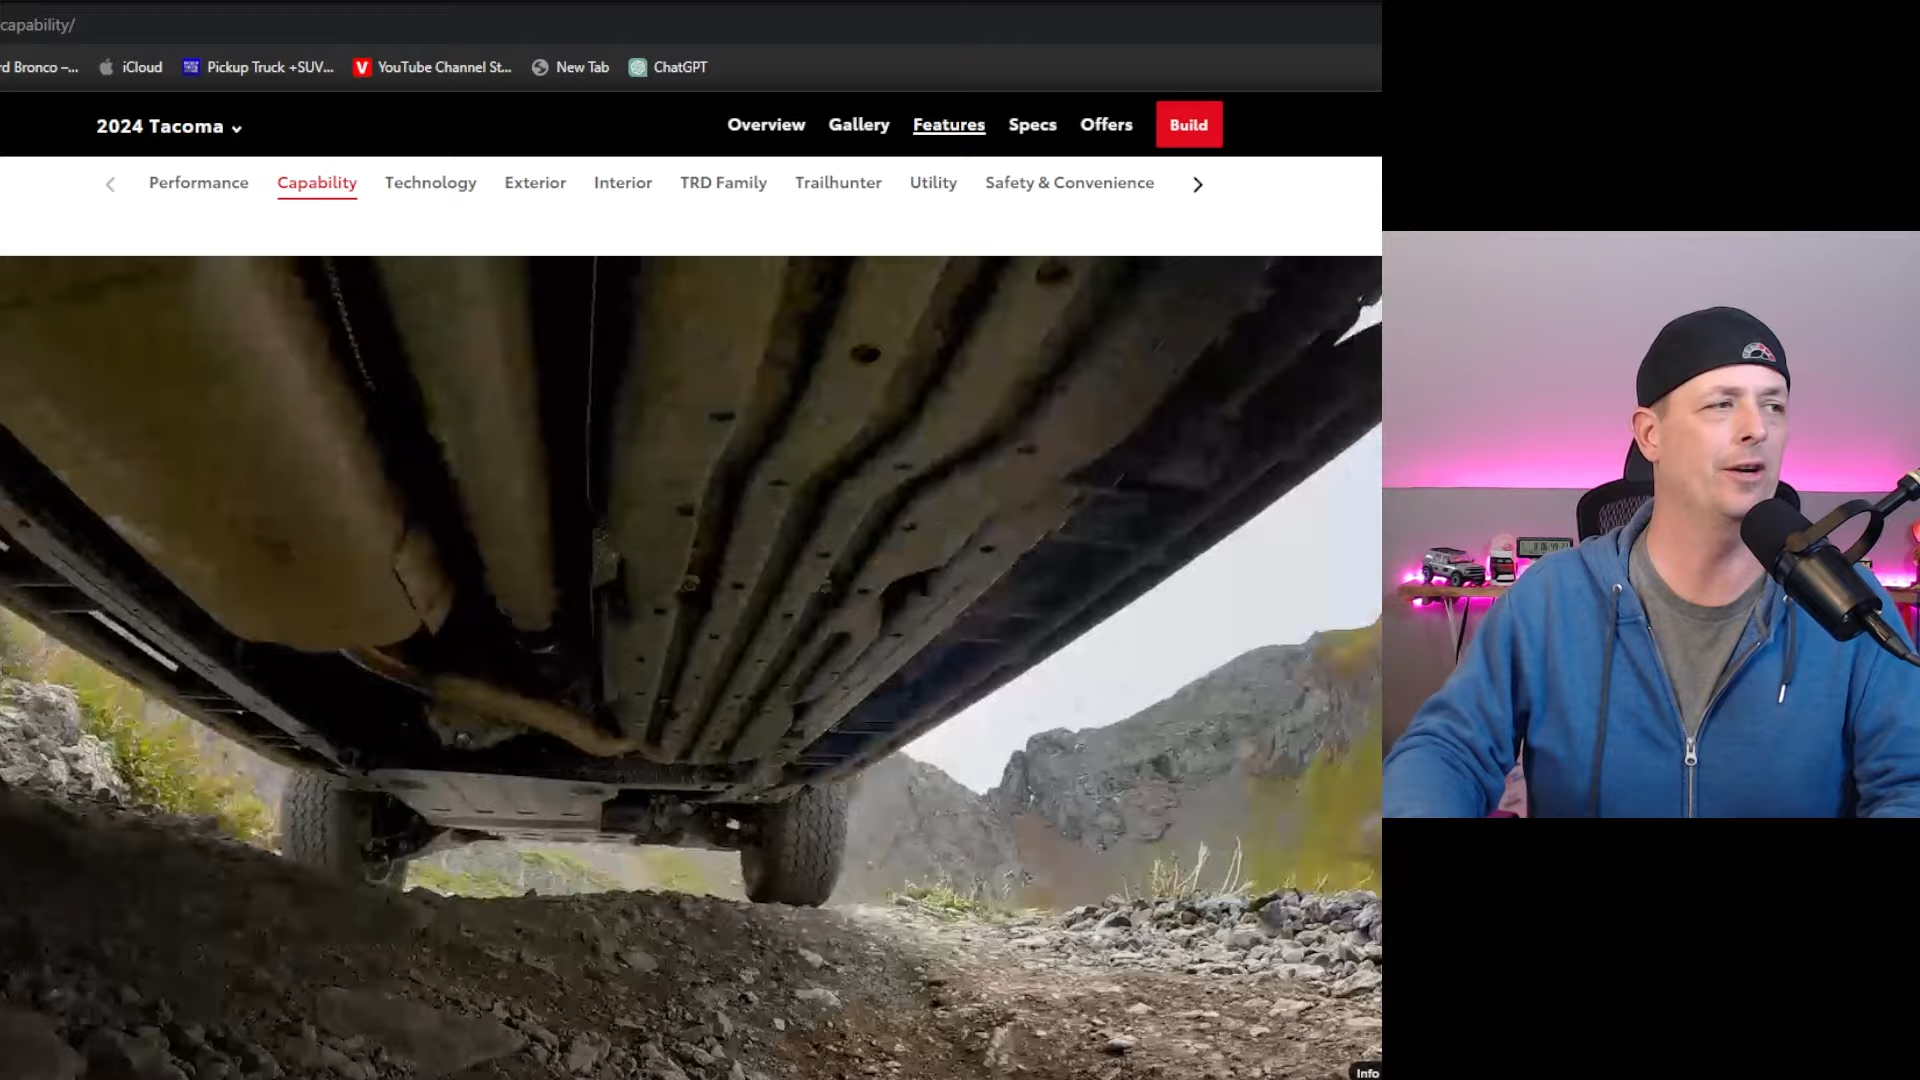 capability/
rd Bronco –... iCloud Pickup Truck +SUV... YouTube Channel St... New Tab ChatGPT
2024 Tacoma Overview Gallery Features Specs Offers Build
Performance Capability Technology Exterior Interior TRD Family Trailhunter Utility Safety & Convenience
Info